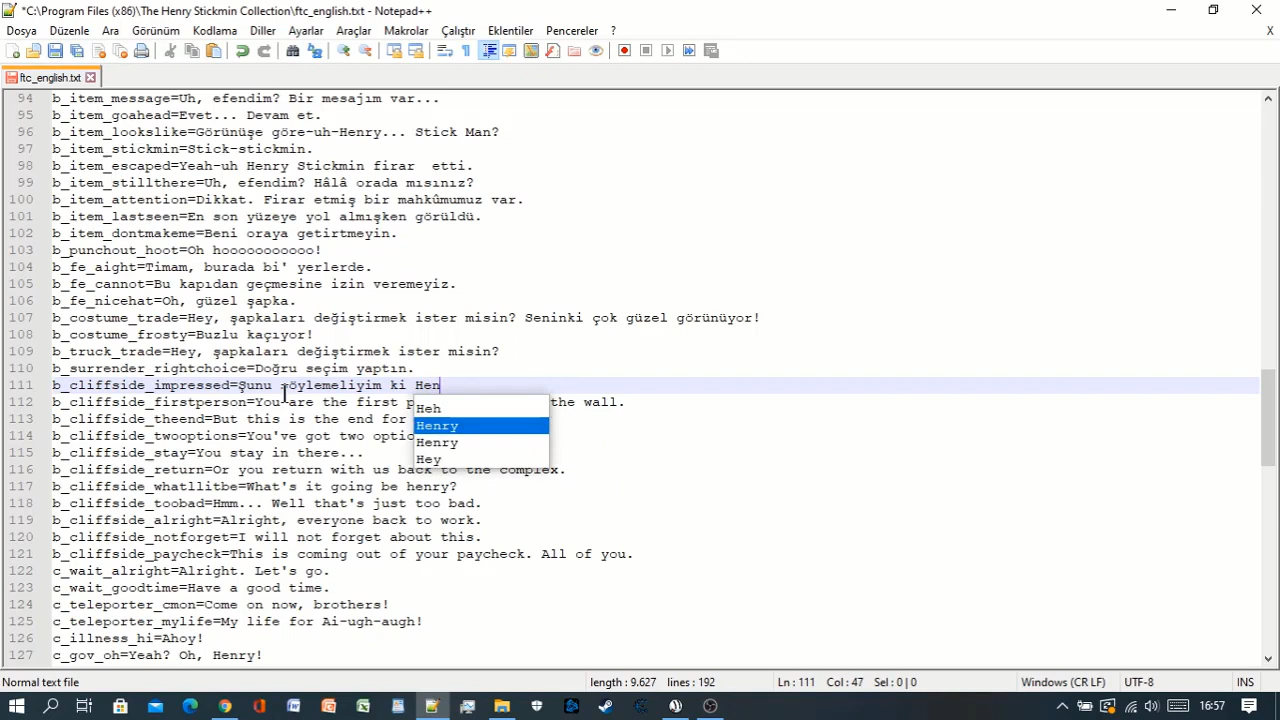 *C:\Program Files (x86)\The Henry Stickmin Collection\ftc_english.txt - Notepad++
Dosya Düzenle Ara Görünüm Kodlama Diller Ayarlar Araçlar Makrolar Çalıştır Eklentiler Pencereler ? X
ftc_english.txt
94 b_item_message=Uh, efendim? Bir mesajım var...
95 b_item_goahead=Evet... Devam et.
96 b_item_lookslike=Görünüşe göre-uh-Henry... Stick Man?
97 b_item_stickmin=Stick-stickmin.
98 b_item_escaped=Yeah-uh Henry Stickmin firar  etti.
99 b_item_stillthere=Uh, efendim? Hâlâ orada mısınız?
100 b_item_attention=Dikkat. Firar etmiş bir mahkûmumuz var.
101 b_item_lastseen=En son yüzeye yol almışken görüldü.
102 b_item_dontmakeme=Beni oraya getirtmeyin.
103 b_punchout_hoot=Oh hooooooooooo!
104 b_fe_aight=Timam, burada bi' yerlerde.
105 b_fe_cannot=Bu kapıdan geçmesine izin veremeyiz.
106 b_fe_nicehat=Oh, güzel şapka.
107 b_costume_trade=Hey, şapkaları değiştirmek ister misin? Seninki çok güzel görünüyor!
108 b_costume_frosty=Buzlu kaçıyor!
109 b_truck_trade=Hey, şapkaları değiştirmek ister misin?
110 b_surrender_rightchoice=Doğru seçim yaptın.
111 b_cliffside_impressed=Şunu söylemeliyim ki Hen
112 b_cliffside_firstperson=You are the first p the wall.
113 b_cliffside_theend=But this is the end for
114 b_cliffside_twooptions=You've got two optio
115 b_cliffside_stay=You stay in there...
116 b_cliffside_return=Or you return with us back to the complex.
117 b_cliffside_whatllitbe=What's it going be henry?
118 b_cliffside_toobad=Hmm... Well that's just too bad.
119 b_cliffside_alright=Alright, everyone back to work.
120 b_cliffside_notforget=I will not forget about this.
121 b_cliffside_paycheck=This is coming out of your paycheck. All of you.
122 c_wait_alright=Alright. Let's go.
123 c_wait_goodtime=Have a good time.
124 c_teleporter_cmon=Come on now, brothers!
125 c_teleporter_mylife=My life for Ai-ugh-augh!
126 c_illness_hi=Ahoy!
127 c_gov_oh=Yeah? Oh, Henry!
Heh
Henry
Henry
Hey
Normal text file length : 9.627 lines : 192 Ln : 111 Col : 47 Sel : 0 | 0 Windows (CR LF) UTF-8 INS
16:57